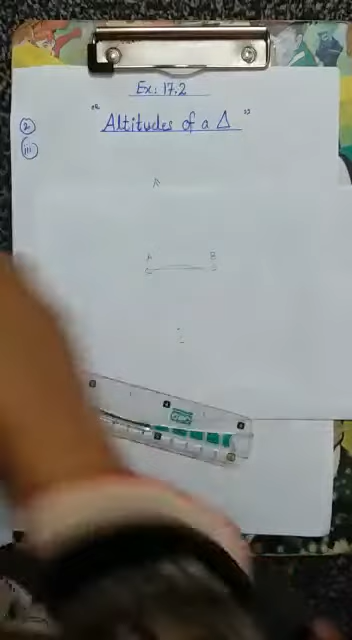 Ex: 17.2
"Altitudes of a Δ"
2
iii
A B